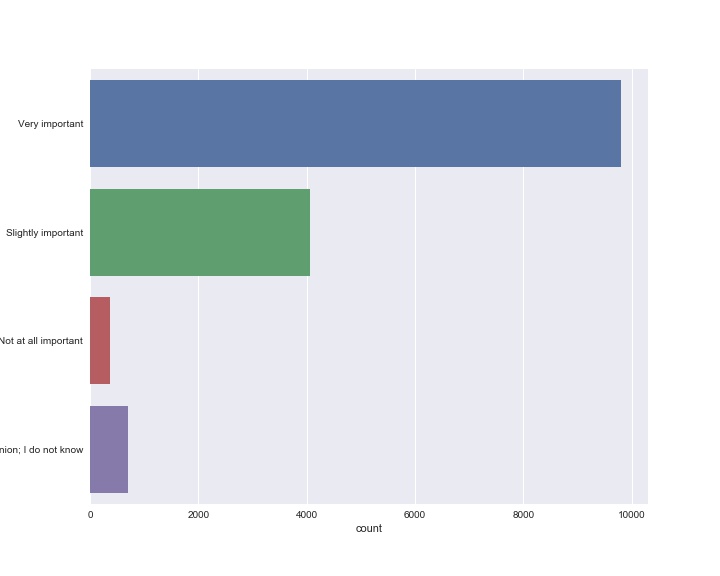 Very important
Slightly important
Not at all important
nion; I do not know
0 2000 4000 6000 8000 10000
count